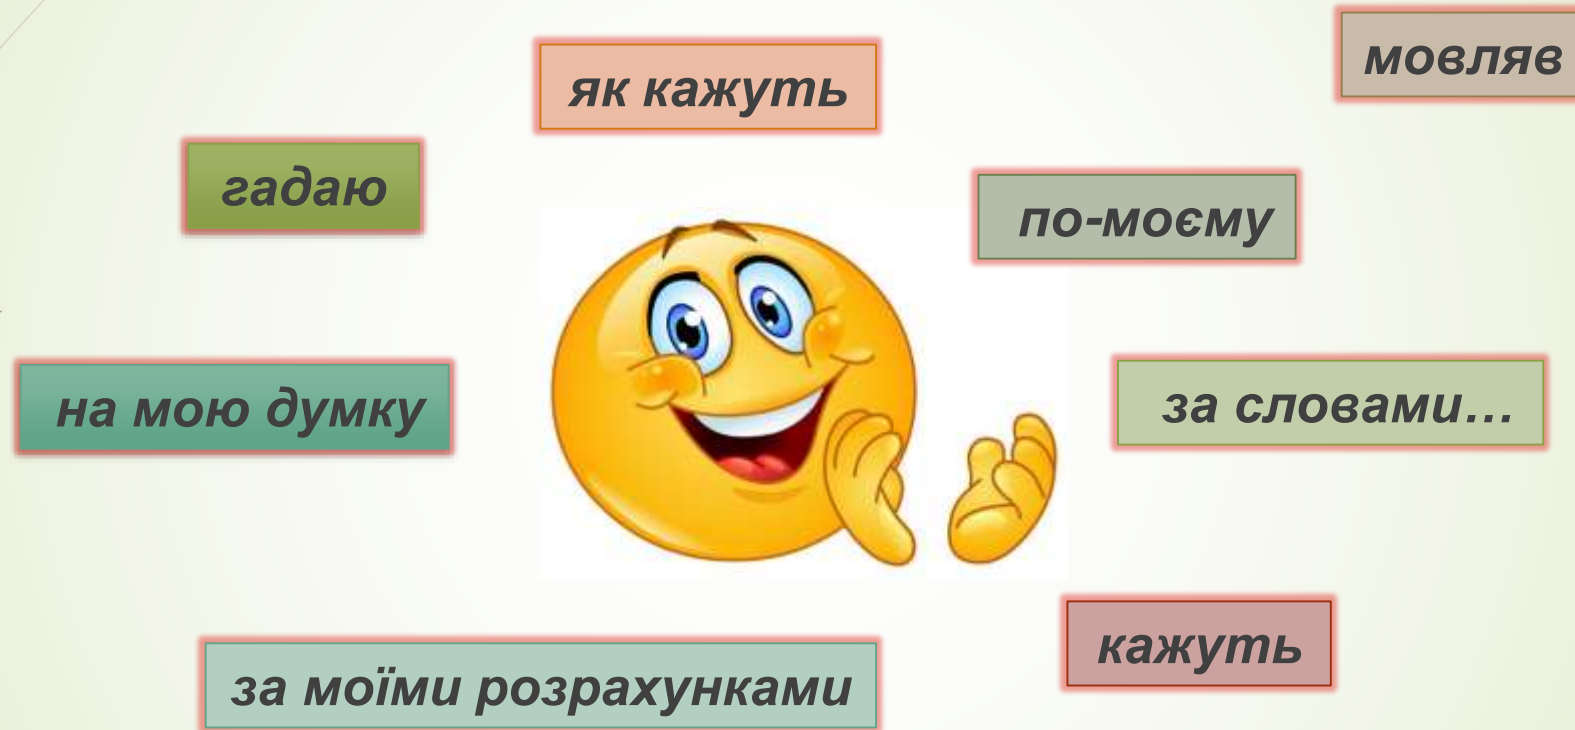 мовляв
як кажуть
гадаю
по-моєму
на мою думку
за словами...
кажуть
за моїми розрахунками